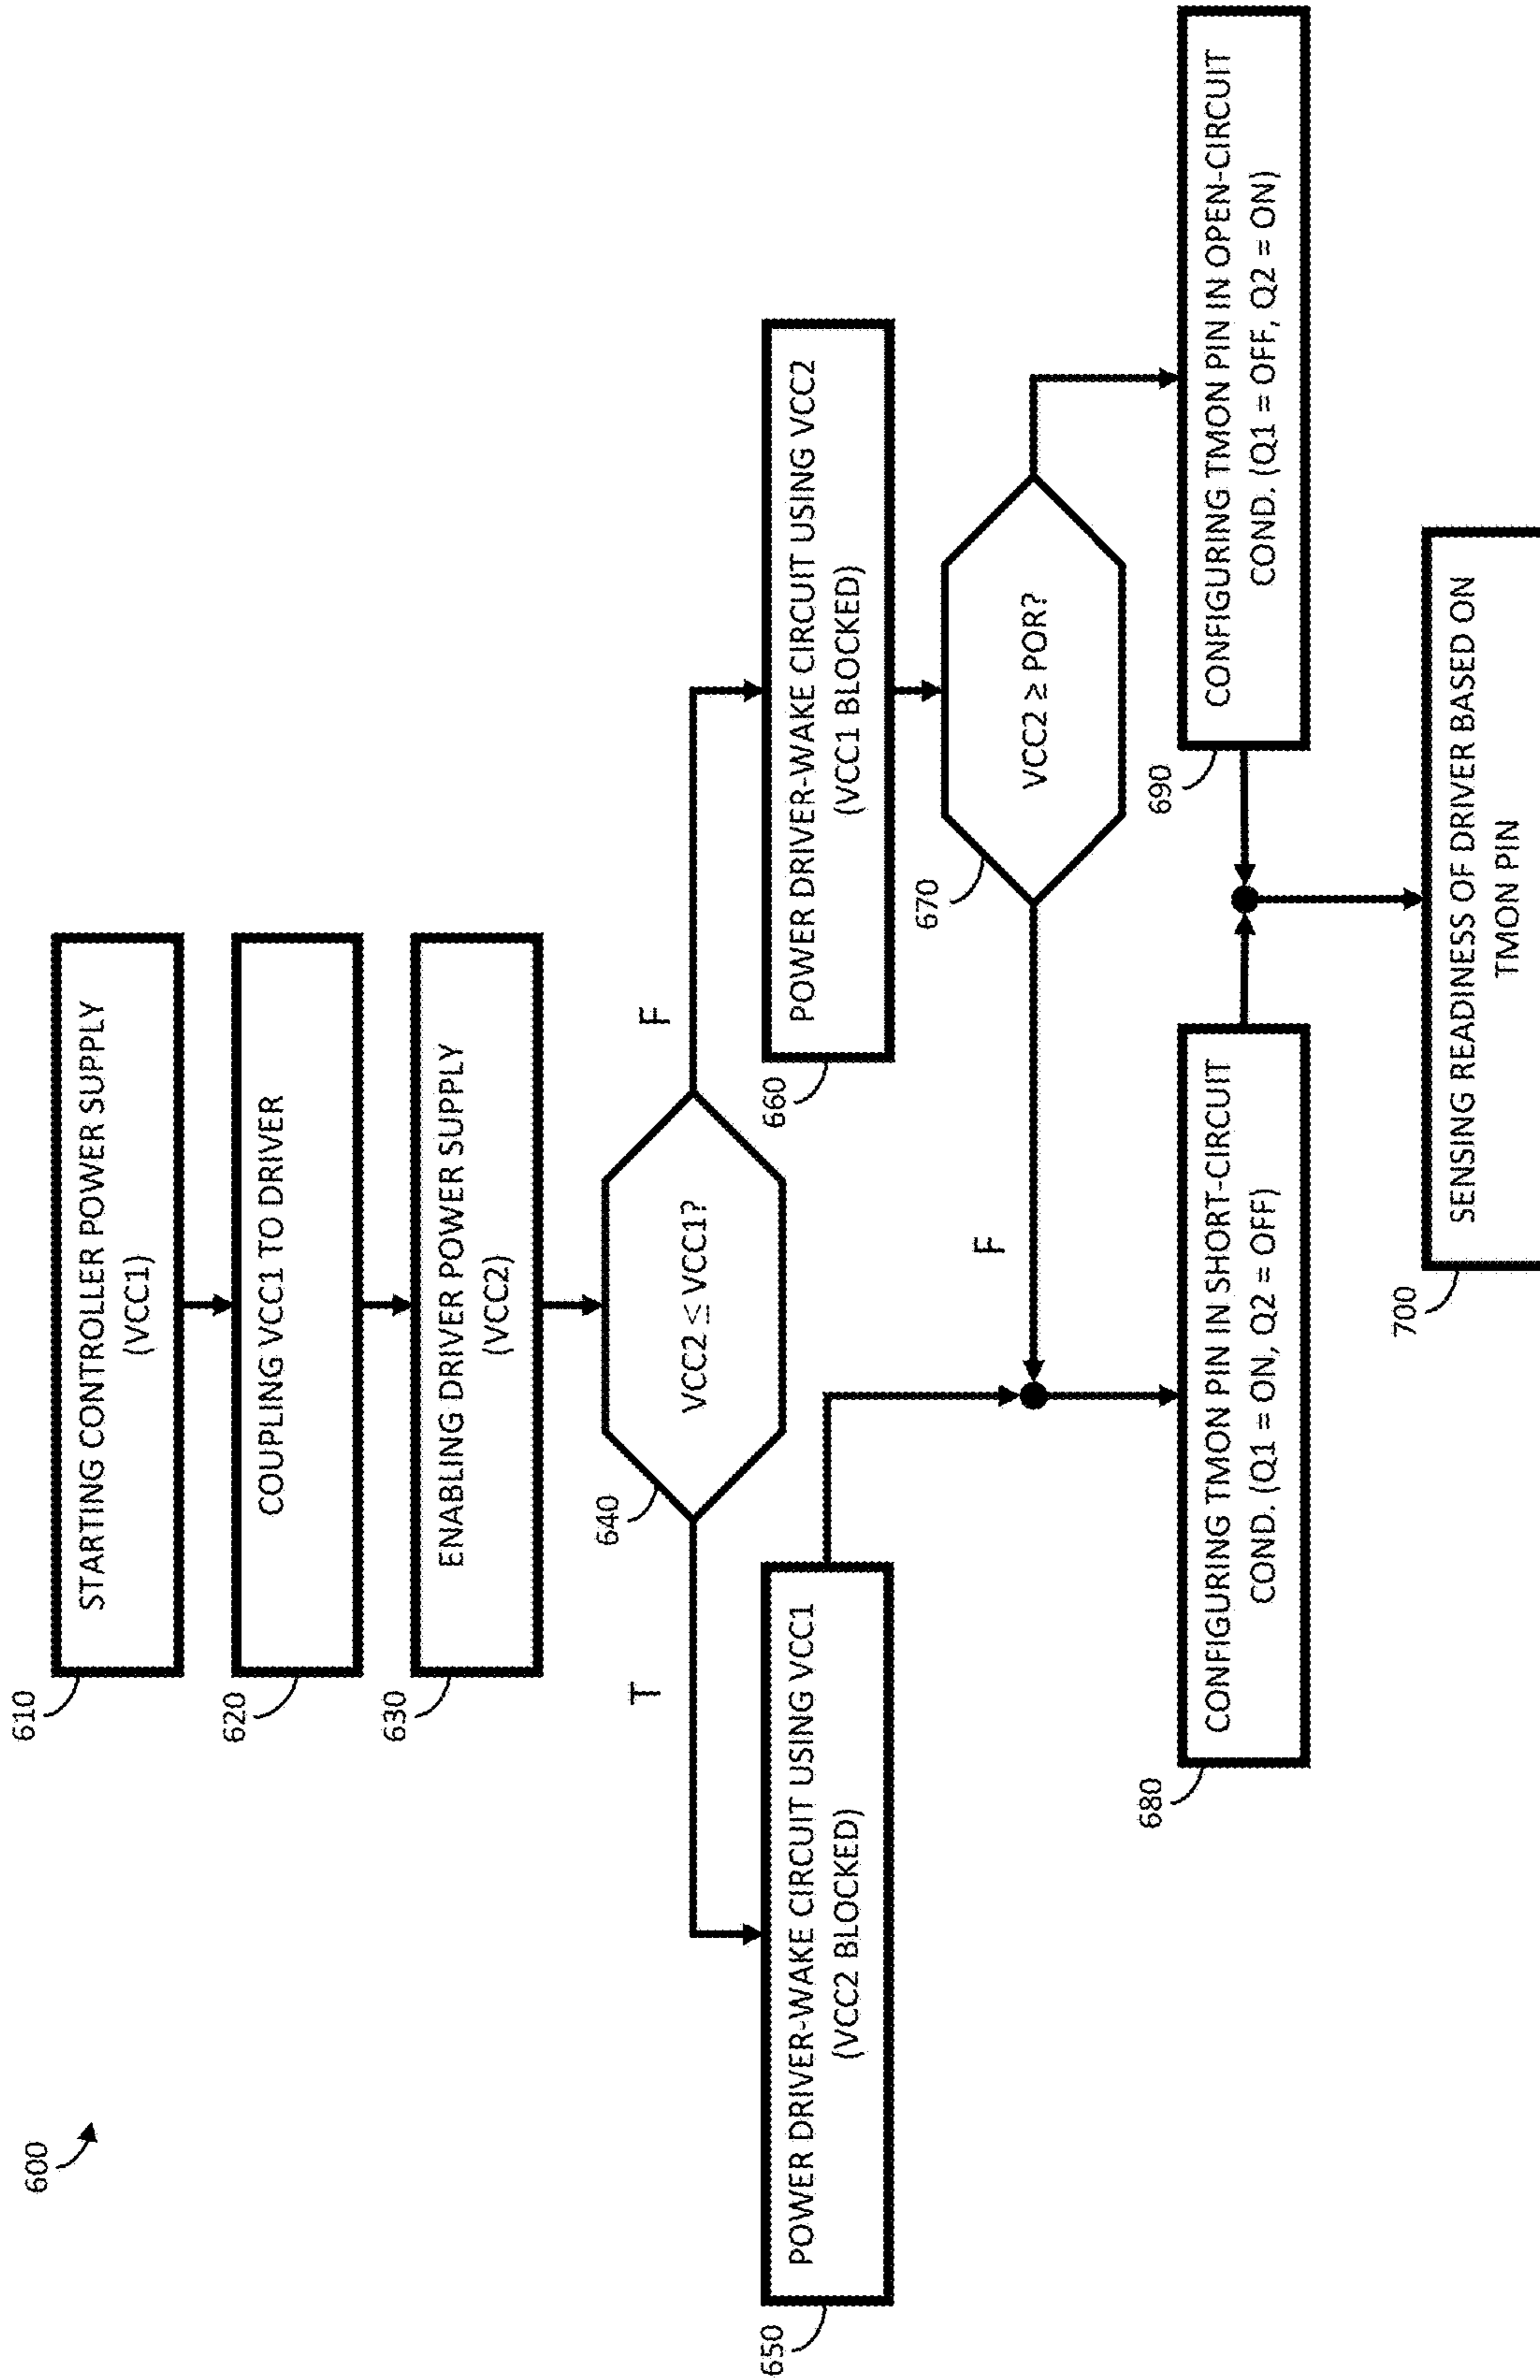 600
610
STARTING CONTROLLER POWER SUPPLY
(VCC1)
620
COUPLING VCC1 TO DRIVER
630
ENABLING DRIVER POWER SUPPLY
(VCC2)
640
VCC2 ≤ VCC1?
T
F
650
POWER DRIVER-WAKE CIRCUIT USING VCC1
(VCC2 BLOCKED)
660
POWER DRIVER-WAKE CIRCUIT USING VCC2
(VCC1 BLOCKED)
670
VCC2 ≥ POR?
F
680
CONFIGURING TMON PIN IN SHORT-CIRCUIT
COND. (Q1 = ON, Q2 = OFF)
690
CONFIGURING TMON PIN IN OPEN-CIRCUIT
COND. (Q1 = OFF, Q2 = ON)
700
SENSING READINESS OF DRIVER BASED ON
TMON PIN